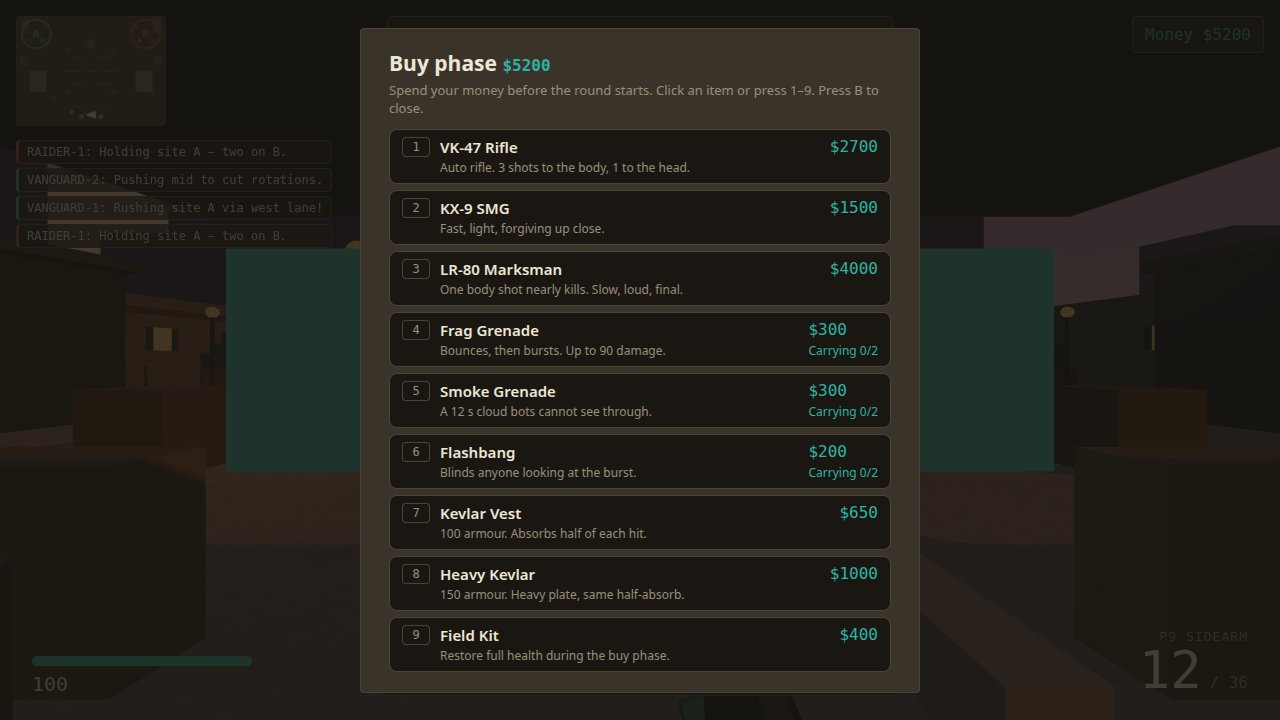 A
B
Money $5200
RAIDER-1: Holding site A — two on B.
VANGUARD-2: Pushing mid to cut rotations.
VANGUARD-1: Rushing site A via west lane!
RAIDER-1: Holding site A — two on B.
Buy phase $5200
Spend your money before the round starts. Click an item or press 1–9. Press B to
close.
1 VK-47 Rifle $2700
Auto rifle. 3 shots to the body, 1 to the head.
2 KX-9 SMG $1500
Fast, light, forgiving up close.
3 LR-80 Marksman $4000
One body shot nearly kills. Slow, loud, final.
4 Frag Grenade $300
Bounces, then bursts. Up to 90 damage. Carrying 0/2
5 Smoke Grenade $300
A 12 s cloud bots cannot see through. Carrying 0/2
6 Flashbang $200
Blinds anyone looking at the burst. Carrying 0/2
7 Kevlar Vest $650
100 armour. Absorbs half of each hit.
8 Heavy Kevlar $1000
150 armour. Heavy plate, same half-absorb.
9 Field Kit $400
Restore full health during the buy phase.
100
P9 SIDEARM
12 / 36